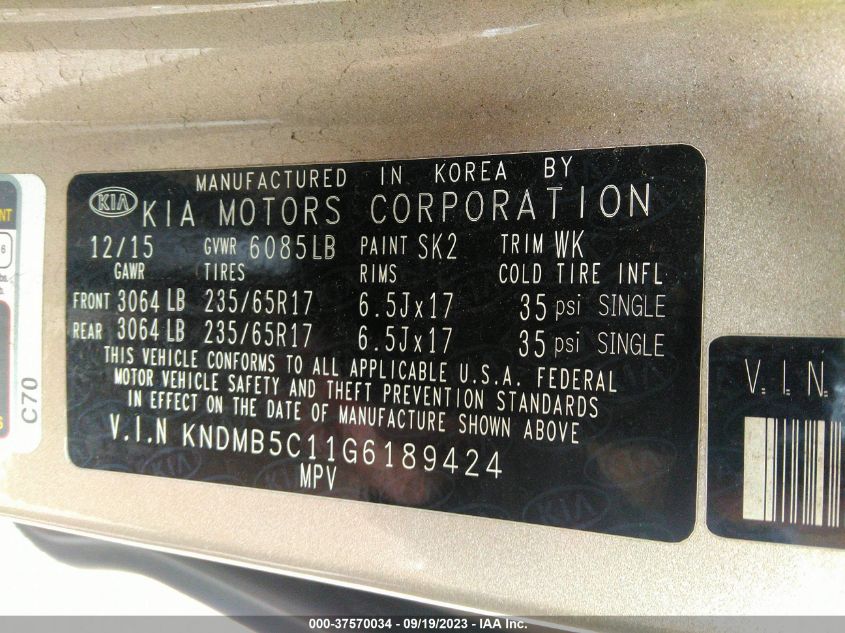 MANUFACTURED IN KOREA BY
KIA KIA MOTORS CORPORATION
12/15 GVWR 6085LB PAINT SK2 TRIM WK
GAWR TIRES RIMS COLD TIRE INFL
FRONT 3064 LB 235/65R17 6.5Jx17 35 psi SINGLE
REAR 3064 LB 235/65R17 6.5Jx17 35 psi SINGLE
THIS VEHICLE CONFORMS TO ALL APPLICABLE U.S.A. FEDERAL
MOTOR VEHICLE SAFETY AND THEFT PREVENTION STANDARDS
IN EFFECT ON THE DATE OF MANUFACTURE SHOWN ABOVE
V.I.N KNDMB5C11G6189424
MPV
C70
V.I.N.
000-37570034 - 09/19/2023 - IAA Inc.